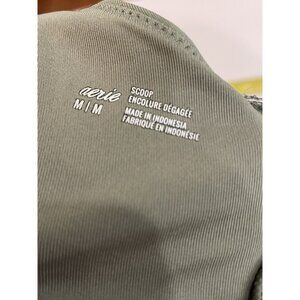 aerie
M/M
SCOOP
ENCOLURE DÉGAGÉE
MADE IN INDONESIA
FABRIQUÉ EN INDONÉSIE